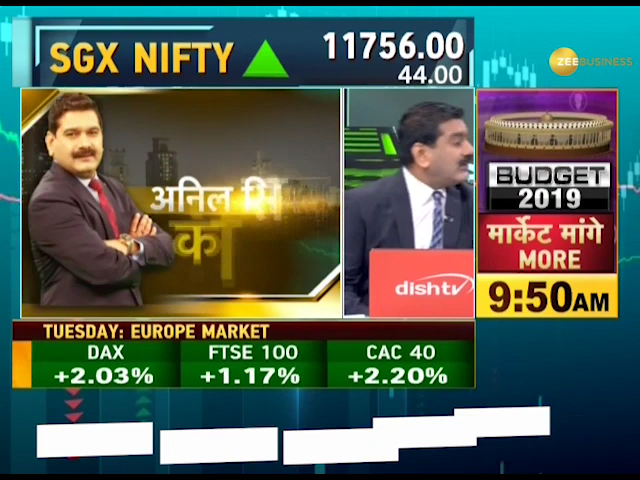 SGX NIFTY
11756.00
44.00
ZEEBUSINESS
अनिल सिं
का
dishtv
BUDGET
2019
मार्केट मांगे
MORE
9:50AM
TUESDAY: EUROPE MARKET
DAX
FTSE 100
CAC 40
+2.03%
+1.17%
+2.20%